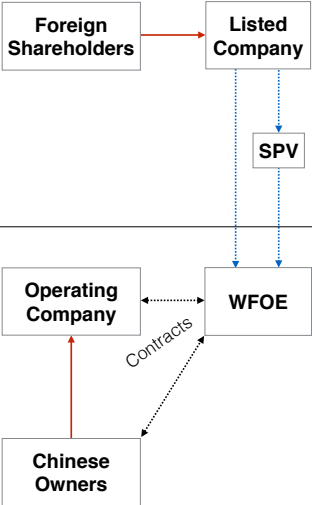 Foreign
Shareholders
Listed
Company
SPV
Operating
Company
WFOE
Contracts
Chinese
Owners